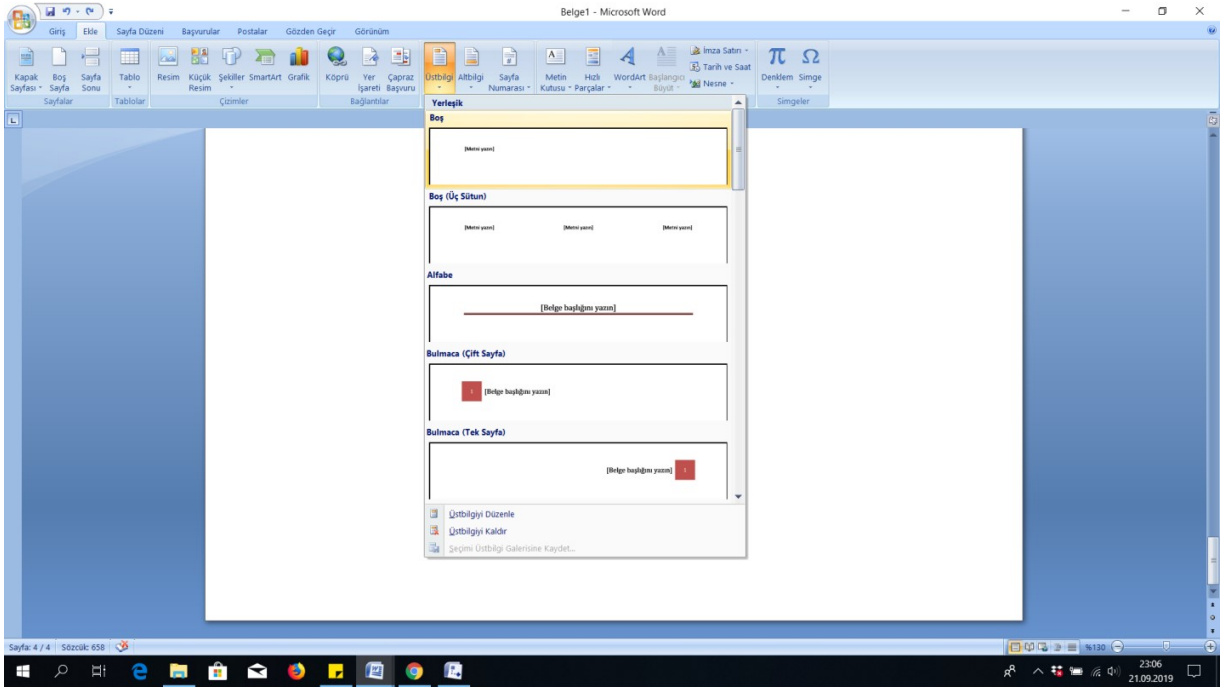 Belge1 - Microsoft Word
Giriş Ekle Sayfa Düzeni Başvurular Postalar Gözden Geçir Görünüm
Kapak Sayfası
Boş Sayfa
Sayfa Sonu
Tablo
Resim
Küçük Resim
Şekiller
SmartArt
Grafik
Köprü
Yer İşareti
Çapraz Başvuru
Üstbilgi
Altbilgi
Sayfa Numarası
Metin Kutusu
Hızlı Parçalar
WordArt
Başlangıcı Büyüt
İmza Satırı
Tarih ve Saat
Nesne
π
Denklem
Ω
Simge
Sayfalar Tablolar Çizimler Bağlantılar Simgeler
Yerleşik
Boş
[Metni yazın]
Boş (Üç Sütun)
[Metni yazın] [Metni yazın] [Metni yazın]
Alfabe
[Belge başlığını yazın]
Bulmaca (Çift Sayfa)
1 [Belge başlığını yazın]
Bulmaca (Tek Sayfa)
[Belge başlığını yazın] 1
Üstbilgiyi Düzenle
Üstbilgiyi Kaldır
Seçimi Üstbilgi Galerisine Kaydet...
Sayfa: 4 / 4 Sözcük: 658
%130
23:06
21.09.2019